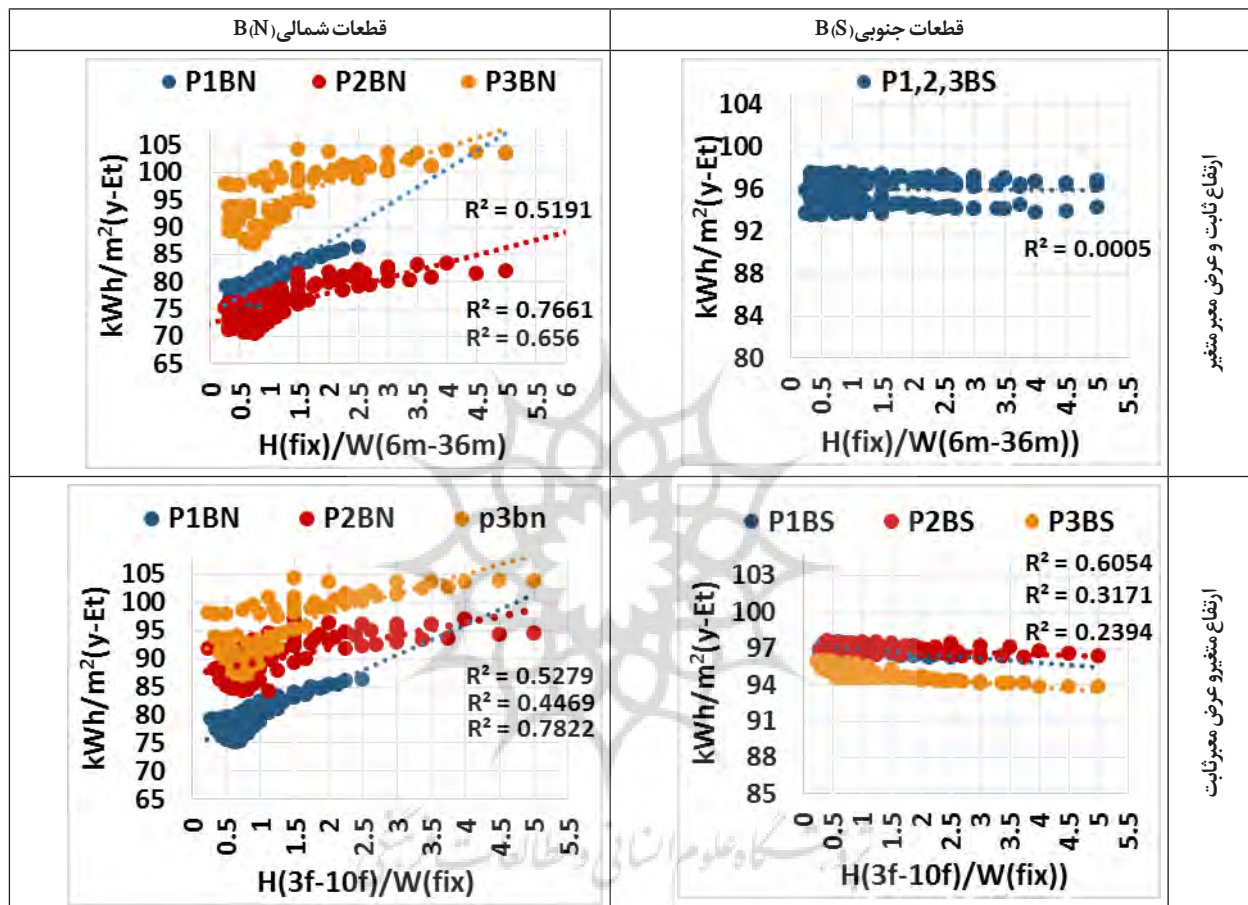 قطعات جنوبی B(S)
قطعات شمالی B(N)
ارتفاع ثابت و عرض معبر متغیر
P1,2,3BS
kWh/m²(y-Et)
104
100
96
92
88
84
80
R² = 0.0005
0 0.5 1 1.5 2 2.5 3 3.5 4 4.5 5 5.5
H(fix)/W(6m-36m))
P1BN P2BN P3BN
kWh/m²(y-Et)
105
100
95
90
85
80
75
70
65
R² = 0.5191
R² = 0.7661
R² = 0.656
0 0.5 1 1.5 2 2.5 3 3.5 4 4.5 5 5.5 6
H(fix)/W(6m-36m)
ارتفاع متغیر و عرض معبر ثابت
P1BS P2BS P3BS
kWh/m²(y-Et)
103
100
97
94
91
88
85
R² = 0.6054
R² = 0.3171
R² = 0.2394
0 0.5 1 1.5 2 2.5 3 3.5 4 4.5 5 5.5
H(3f-10f)/W(fix))
P1BN P2BN p3bn
kWh/m²(y-Et)
105
100
95
90
85
80
75
70
65
R² = 0.5279
R² = 0.4469
R² = 0.7822
0 0.5 1 1.5 2 2.5 3 3.5 4 4.5 5 5.5
H(3f-10f)/W(fix)
پژوهشگاه علوم انسانی و مطالعات فرهنگی